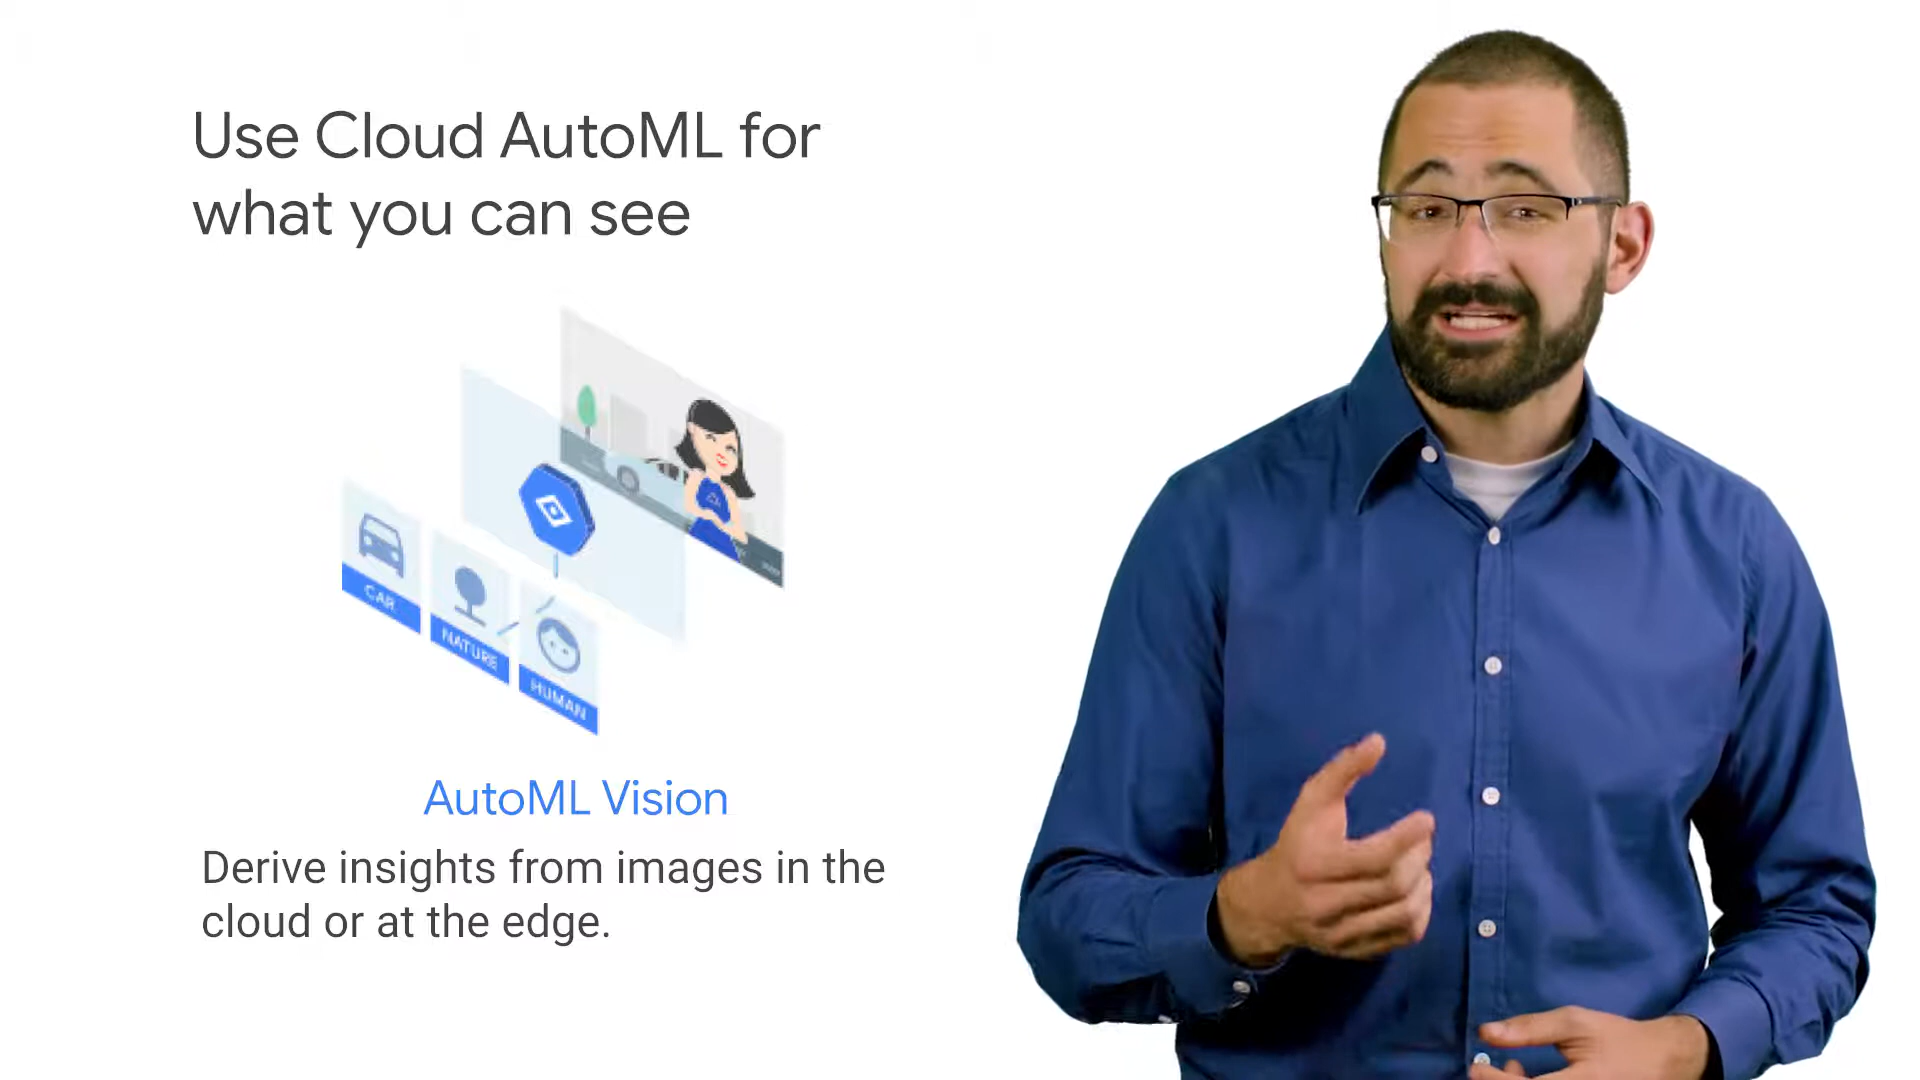 Use Cloud AutoML for
what you can see
CAR
NATURE
HUMAN
AutoML Vision
Derive insights from images in the
cloud or at the edge.